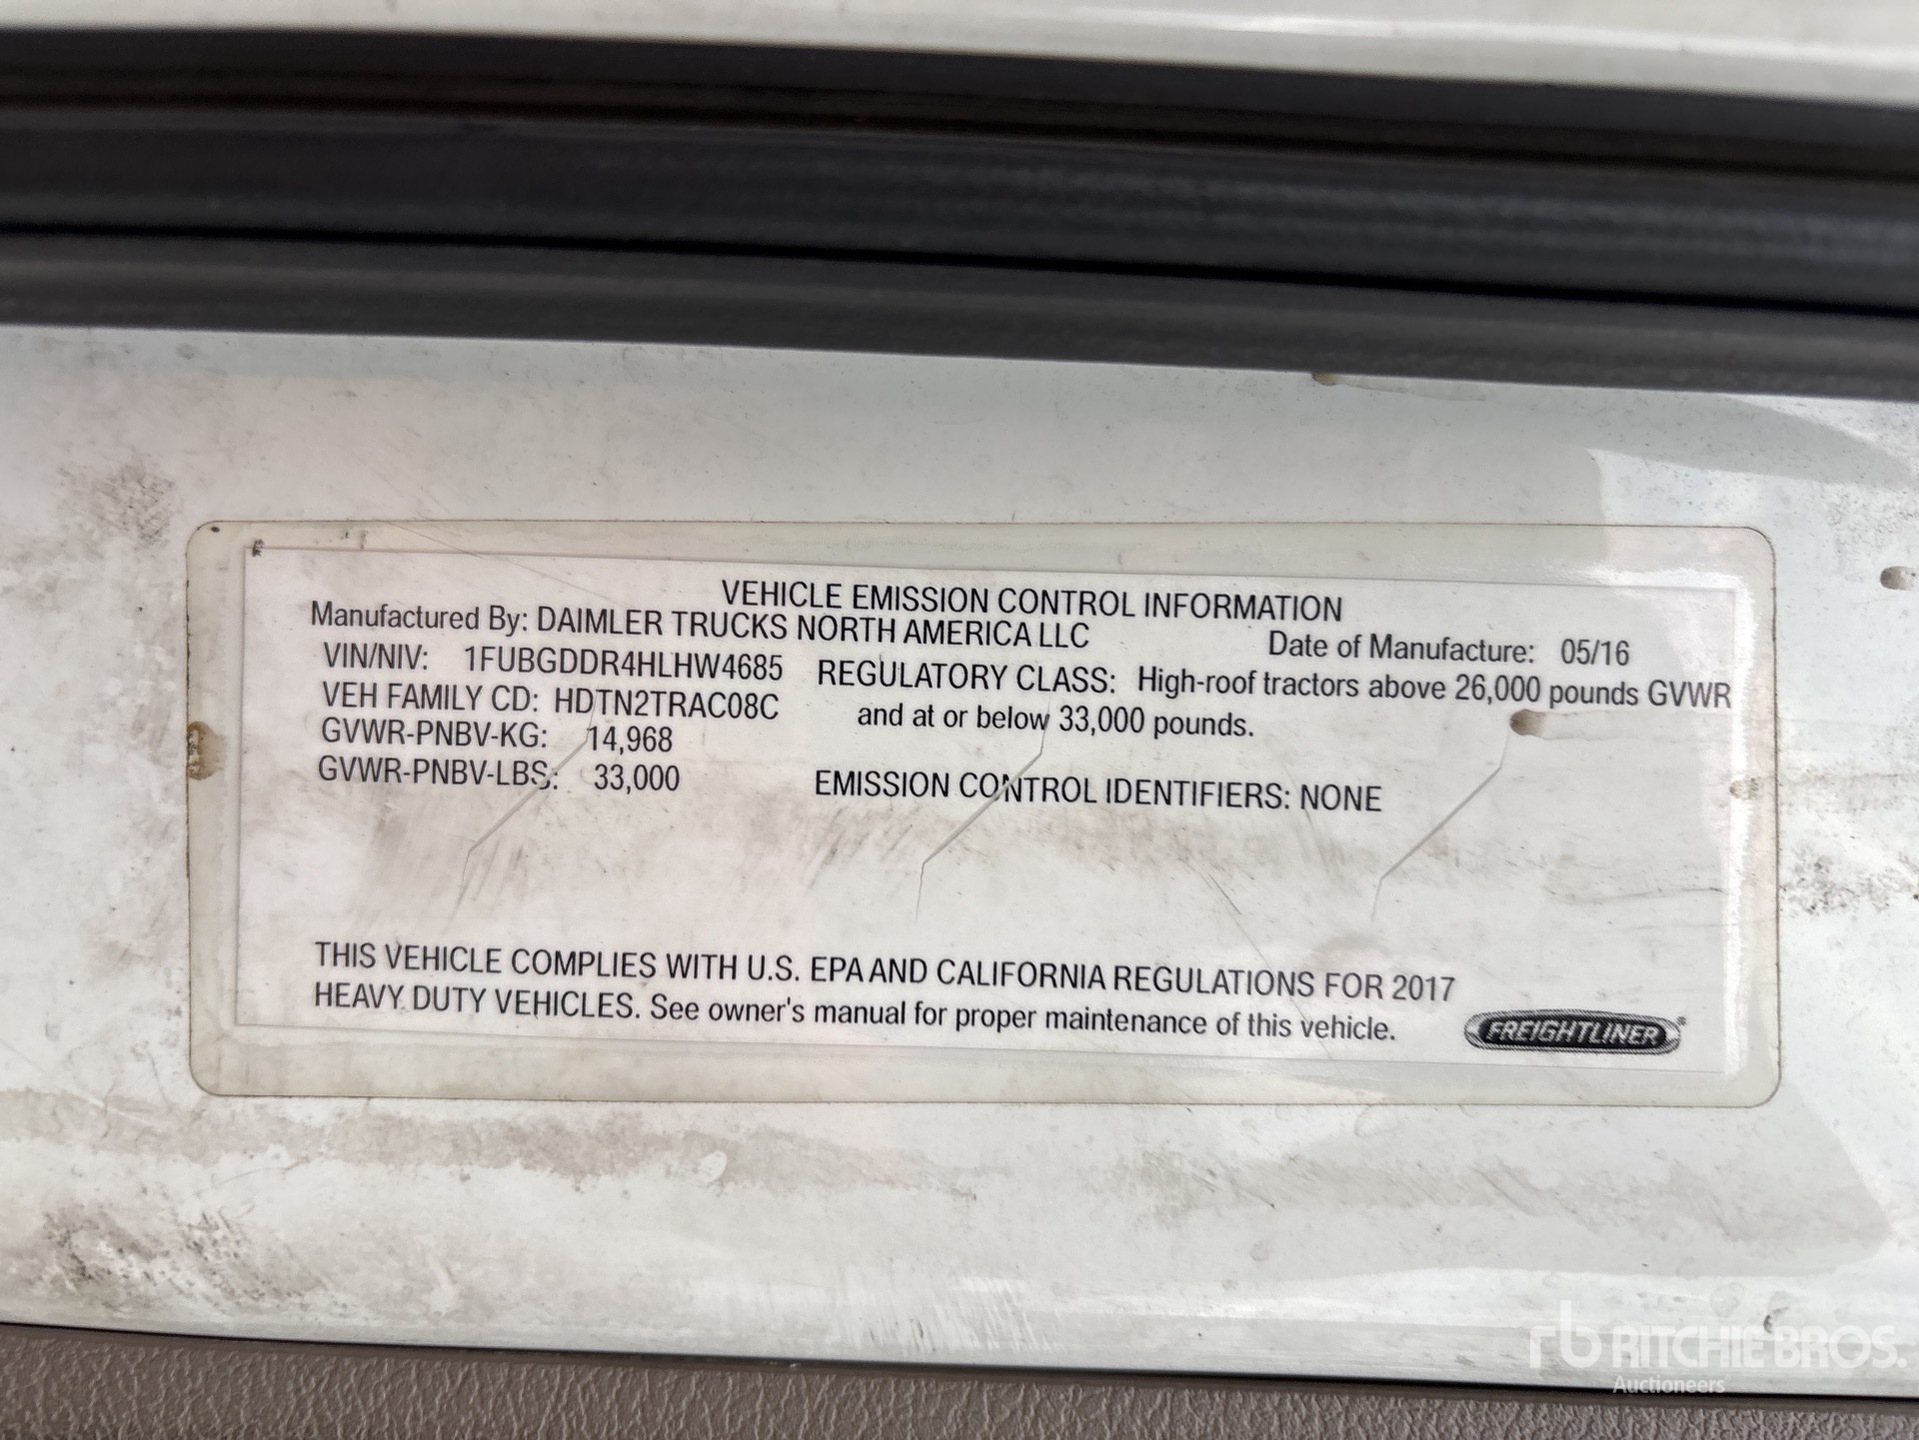 VEHICLE EMISSION CONTROL INFORMATION
Manufactured By: DAIMLER TRUCKS NORTH AMERICA LLC
Date of Manufacture: 05/16
VIN/NIV: 1FUBGDDR4HLHW4685
REGULATORY CLASS: High-roof tractors above 26,000 pounds GVWR
and at or below 33,000 pounds.
VEH FAMILY CD: HDTN2TRAC08C
GVWR-PNBV-KG: 14,968
GVWR-PNBV-LBS: 33,000
EMISSION CONTROL IDENTIFIERS: NONE
THIS VEHICLE COMPLIES WITH U.S. EPA AND CALIFORNIA REGULATIONS FOR 2017
HEAVY DUTY VEHICLES. See owner's manual for proper maintenance of this vehicle.
FREIGHTLINER®
rb RITCHIE BROS.
Auctioneers